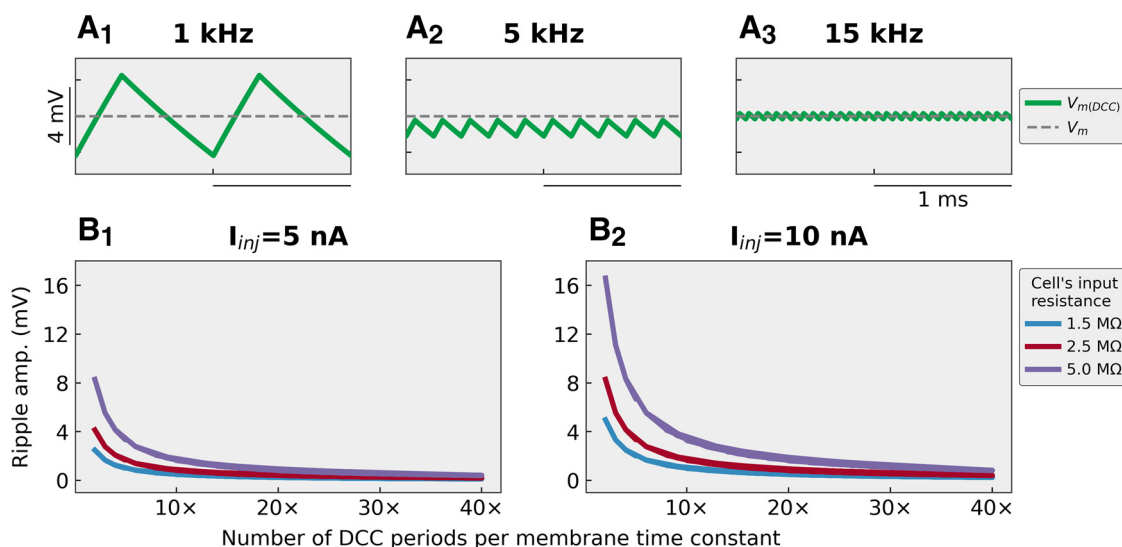 A1 1 kHz
A2 5 kHz
A3 15 kHz
4 mV
Vm(DCC)
Vm
1 ms
B1 Iinj=5 nA
B2 Iinj=10 nA
Ripple amp. (mV)
16
12
8
4
0
10× 20× 30× 40×
16
12
8
4
0
10× 20× 30× 40×
Cell's input
resistance
1.5 MΩ
2.5 MΩ
5.0 MΩ
Number of DCC periods per membrane time constant